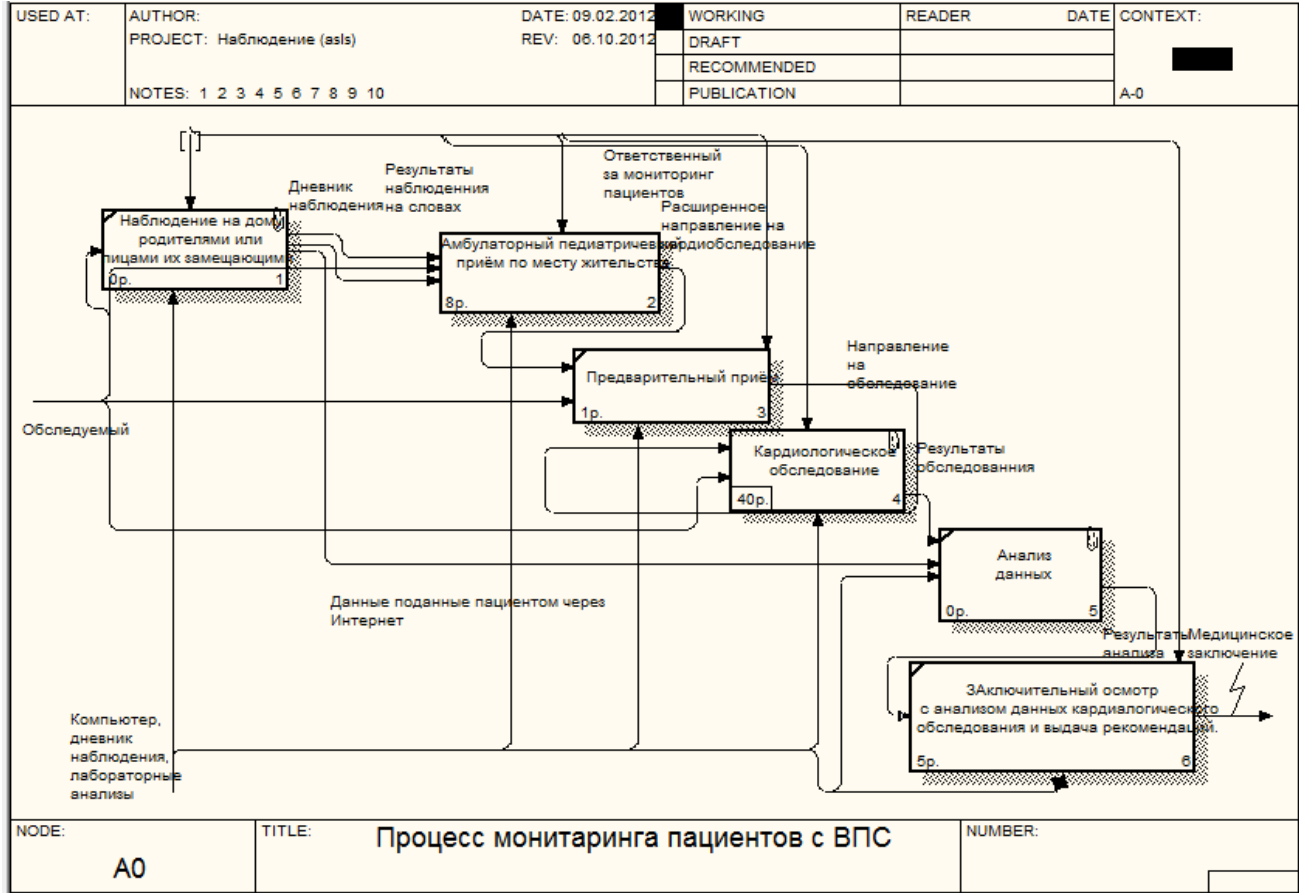 USED AT:
AUTHOR:
DATE: 09.02.2012
WORKING
READER
DATE
CONTEXT:
PROJECT: Наблюдение (asIs)
REV: 06.10.2012
DRAFT
RECOMMENDED
NOTES: 1 2 3 4 5 6 7 8 9 10
PUBLICATION
A-0
Ответственный
за мониторинг
пациентов
Результаты
наблюденния
на словах
Дневник
наблюдения
Расширенное
направление на
кардиобследование
Наблюдение на дому
родителями или
лицами их замещающими
0р.
1
Амбулаторный педиатричевкий
приём по месту жительства
8р.
2
Направление
на
оболедование
Предварительный приём
1р.
3
Обследуемый
Кардиологическое
обследование
40р.
4
Результаты
обследованния
Анализ
данных
0р.
5
Данные поданные пациентом через
Интернет
Результаты
анализа
Медицинское
заключение
ЗАключительный осмотр
с анализом данных кардиалогического
обследования и выдача рекомендаций.
5р.
6
Компьютер,
дневник
наблюдения,
лабораторные
анализы
NODE:
A0
TITLE:
Процесс монитаринга пациентов с ВПС
NUMBER: